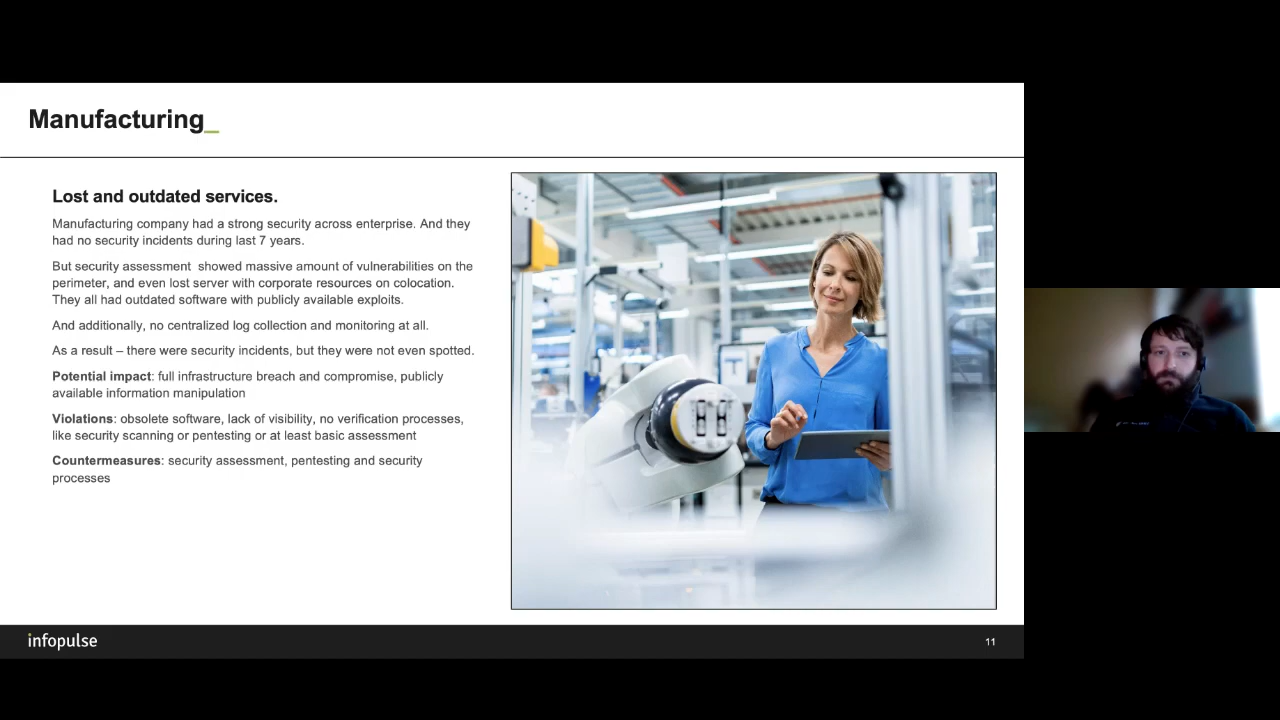 Manufacturing_
Lost and outdated services.
Manufacturing company had a strong security across enterprise. And they
had no security incidents during last 7 years.
But security assessment  showed massive amount of vulnerabilities on the
perimeter, and even lost server with corporate resources on colocation.
They all had outdated software with publicly available exploits.
And additionally, no centralized log collection and monitoring at all.
As a result – there were security incidents, but they were not even spotted.
Potential impact: full infrastructure breach and compromise, publicly
available information manipulation
Violations: obsolete software, lack of visibility, no verification processes,
like security scanning or pentesting or at least basic assessment
Countermeasures: security assessment, pentesting and security
processes
infopulse
11